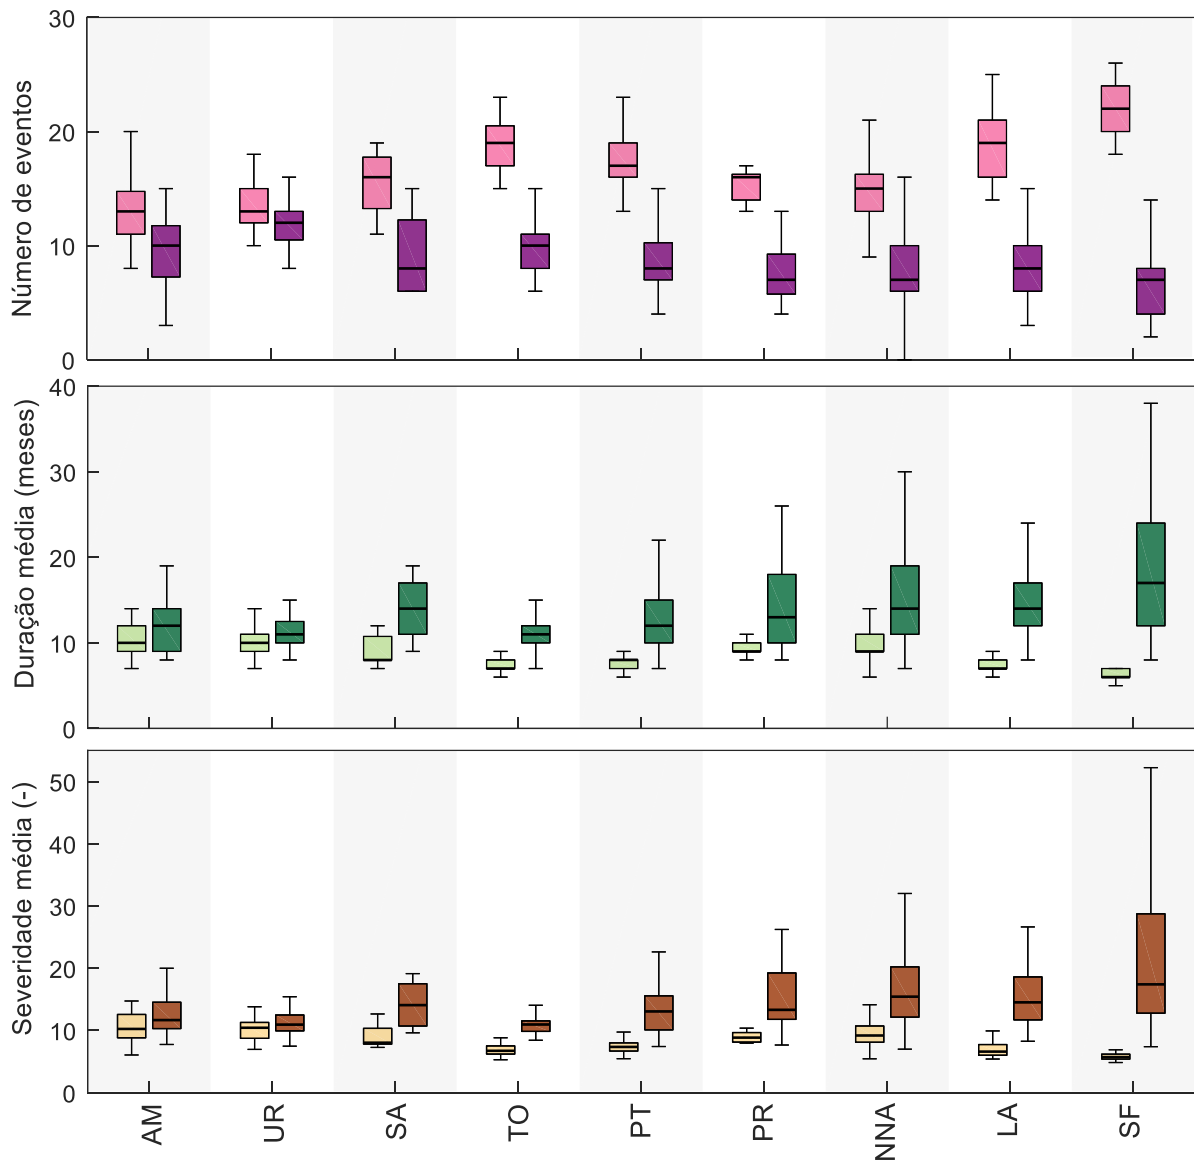 Número de eventos
30
20
10
0
Duração média (meses)
40
30
20
10
0
Severidade média (-)
50
40
30
20
10
0
AM
UR
SA
TO
PT
PR
NNA
LA
SF